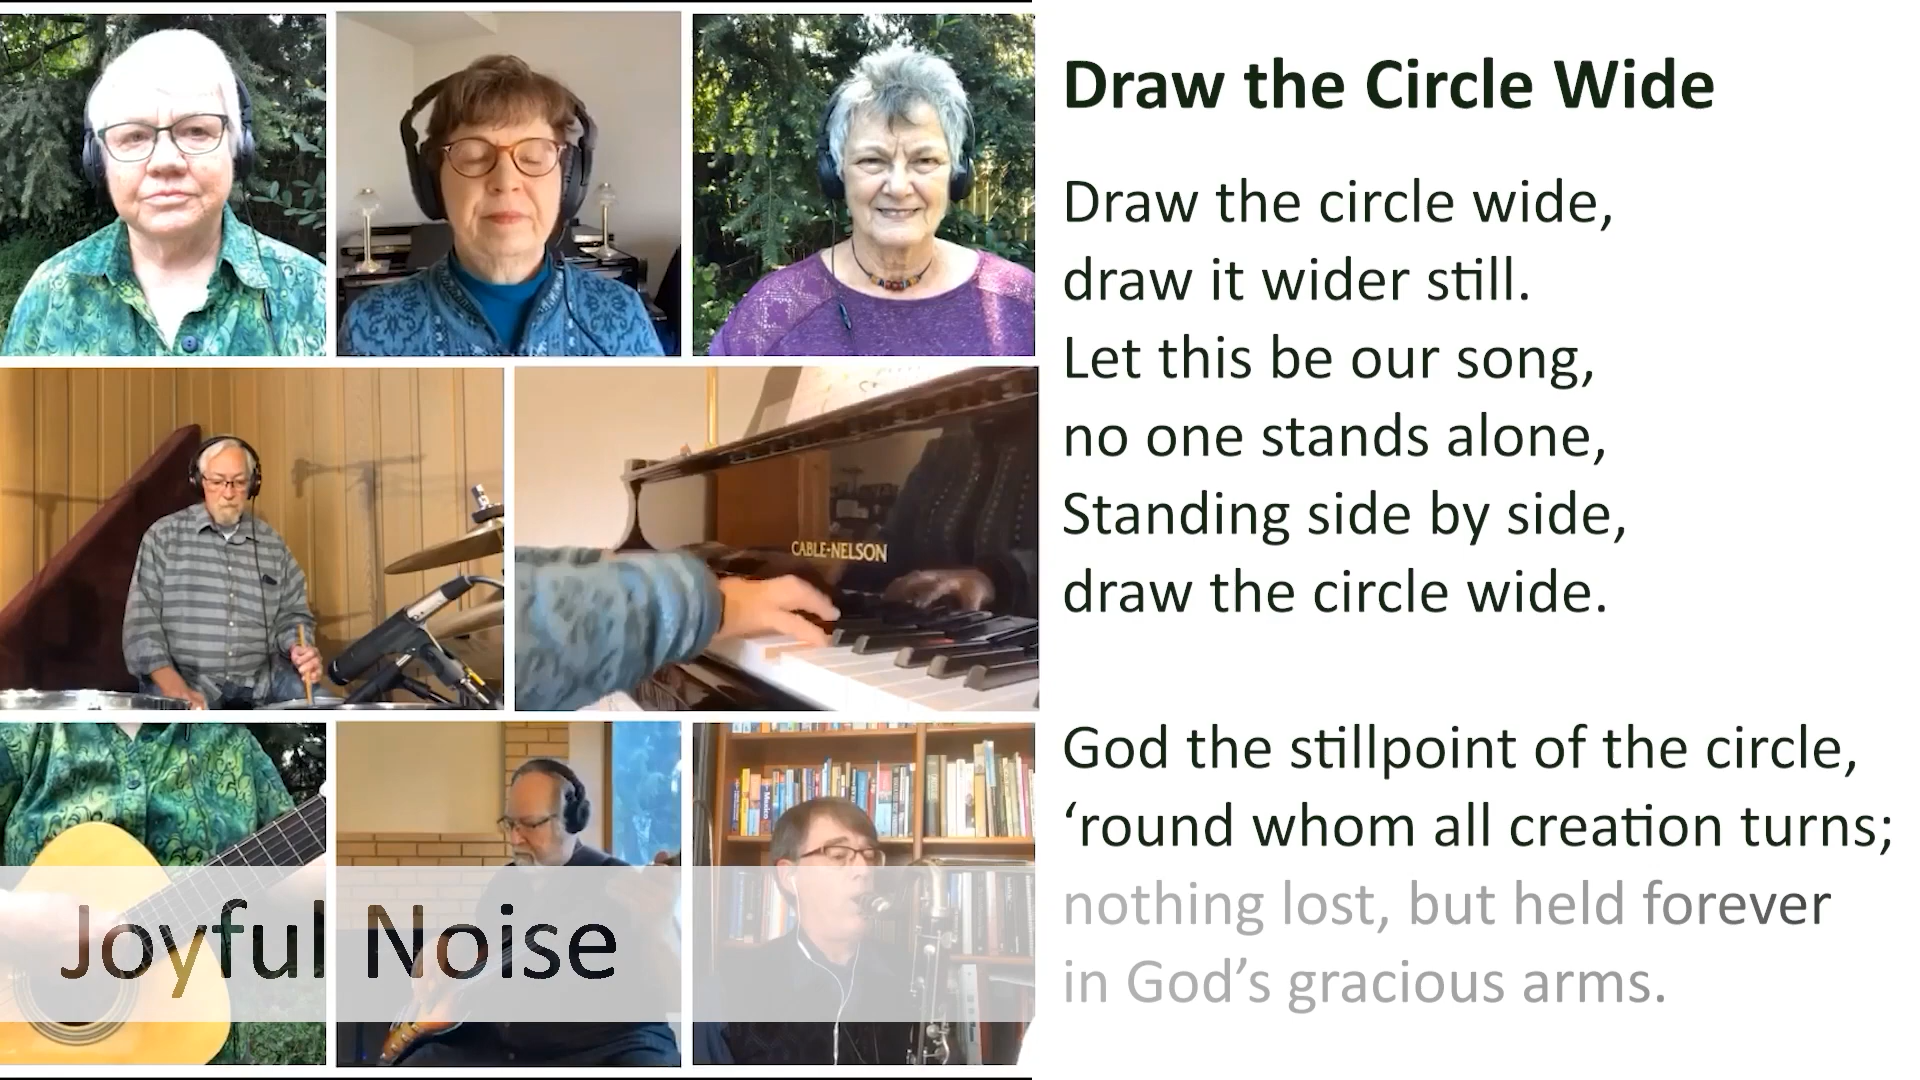 Draw the Circle Wide
Draw the circle wide,
draw it wider still.
Let this be our song,
no one stands alone,
Standing side by side,
draw the circle wide.
God the stillpoint of the circle,
‘round whom all creation turns;
nothing lost, but held forever
in God’s gracious arms.
CABLE-NELSON
Joyful Noise